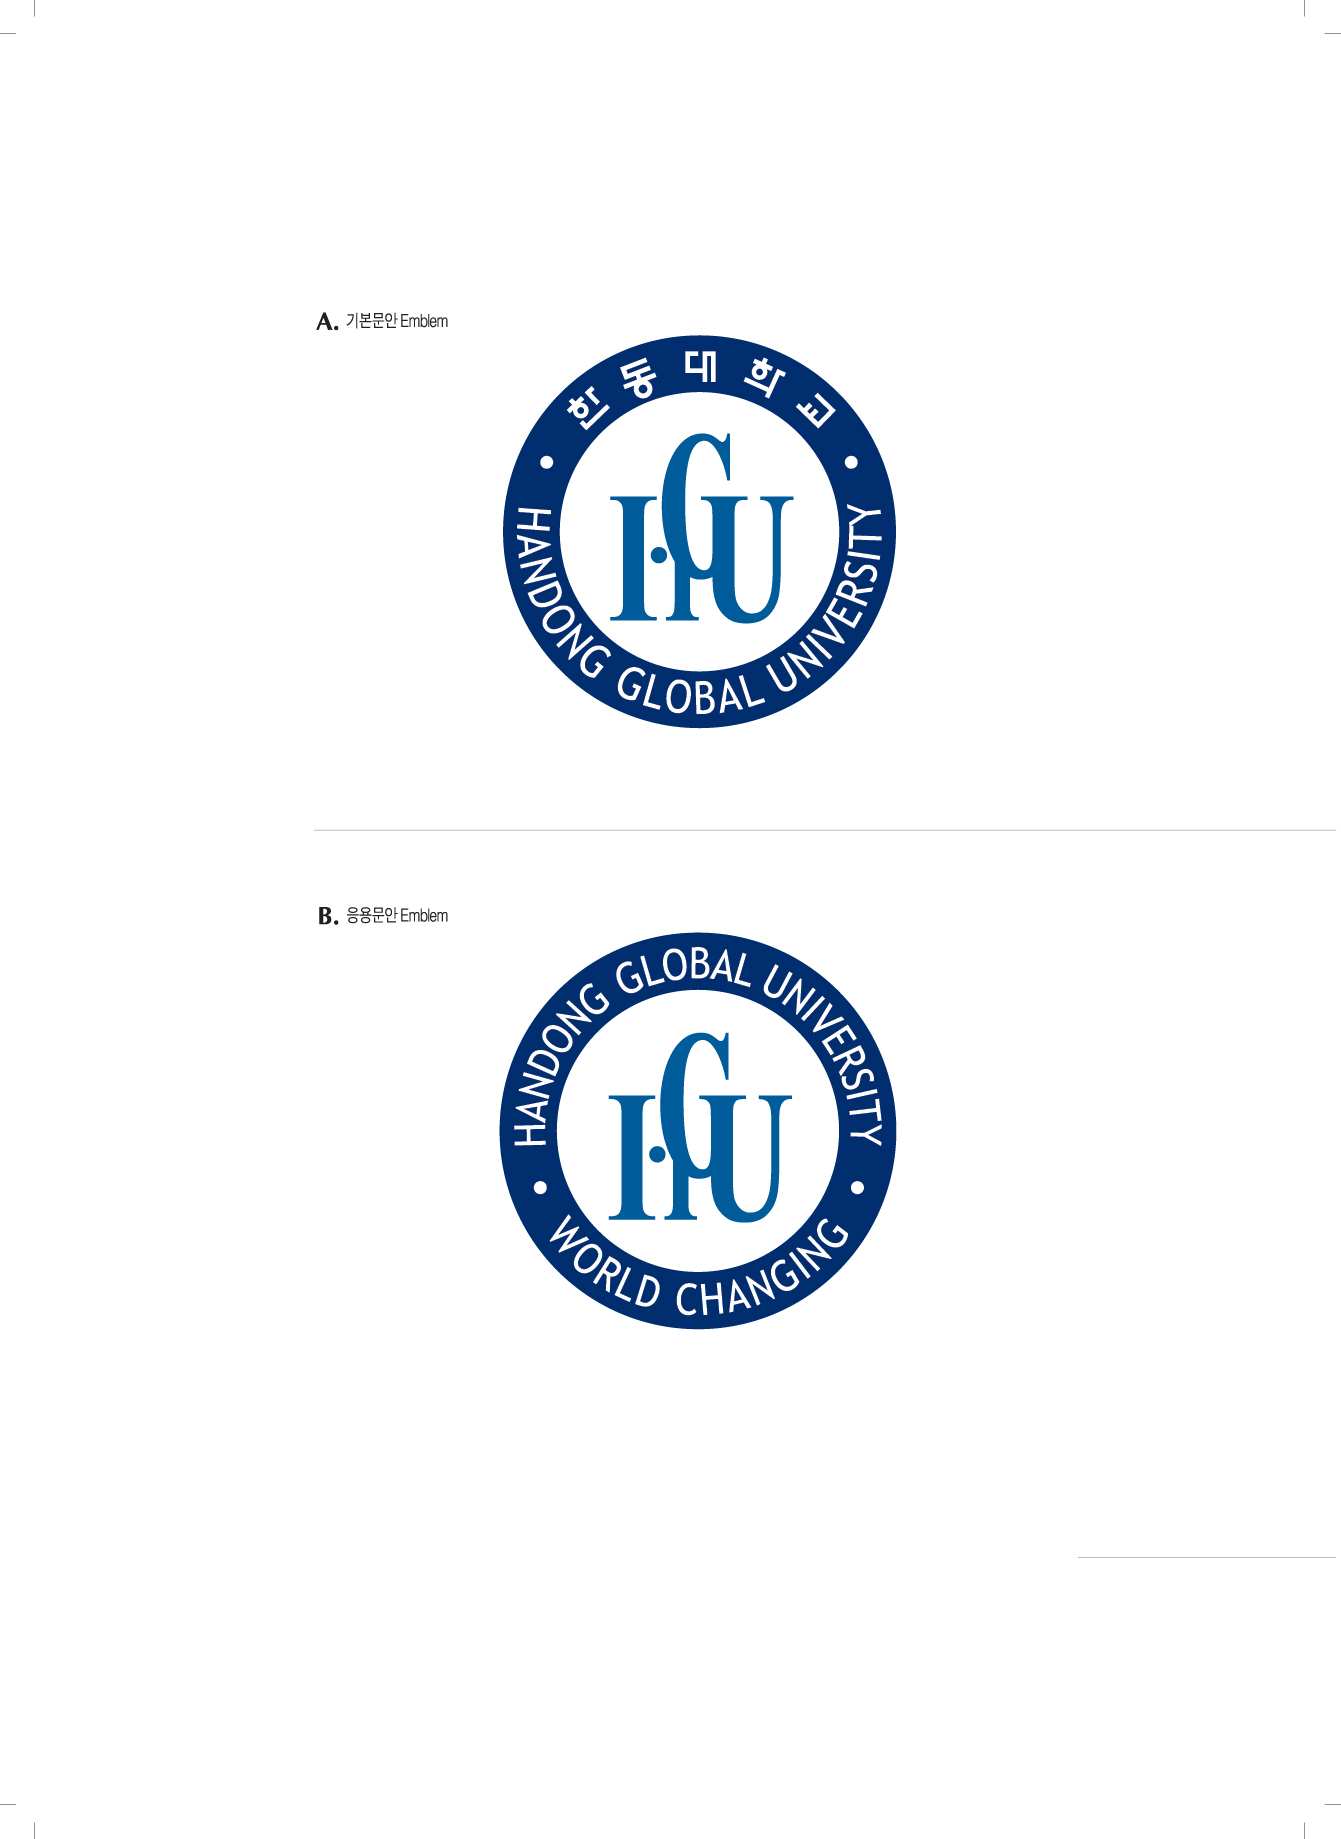 A. 기본문안 Emblem
한동대학교
HGU
HANDONG GLOBAL UNIVERSITY
B. 응용문안 Emblem
HANDONG GLOBAL UNIVERSITY
HGU
WORLD CHANGING